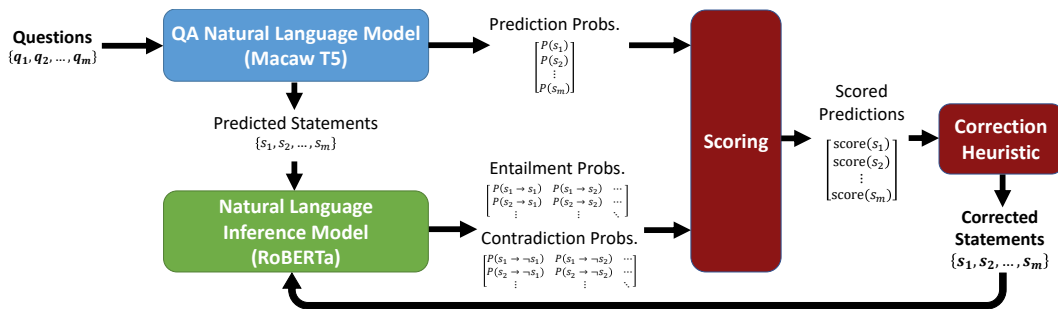 Questions
{q₁, q₂, ..., qₘ}
QA Natural Language Model
(Macaw T5)
Prediction Probs.
[P(s₁)
P(s₂)
⋮
P(sₘ)]
Predicted Statements
{s₁, s₂, ..., sₘ}
Natural Language
Inference Model
(RoBERTa)
Entailment Probs.
[P(s₁ → s₁) P(s₁ → s₂) ⋯
P(s₂ → s₁) P(s₂ → s₂) ⋯
⋮ ⋮ ⋱]
Contradiction Probs.
[P(s₁ → ¬s₁) P(s₁ → ¬s₂) ⋯
P(s₂ → ¬s₁) P(s₂ → ¬s₂) ⋯
⋮ ⋮ ⋱]
Scoring
Scored
Predictions
[score(s₁)
score(s₂)
⋮
score(sₘ)]
Correction
Heuristic
Corrected
Statements
{s₁, s₂, ..., sₘ}